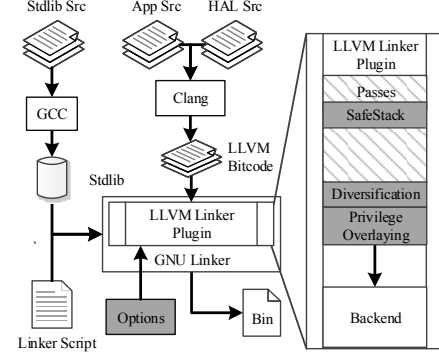 Stdlib Src
App Src
HAL Src
GCC
Clang
LLVM
Bitcode
Stdlib
LLVM Linker
Plugin
GNU Linker
Options
Bin
Linker Script
LLVM Linker
Plugin
Passes
SafeStack
Diversification
Privilege
Overlaying
Backend